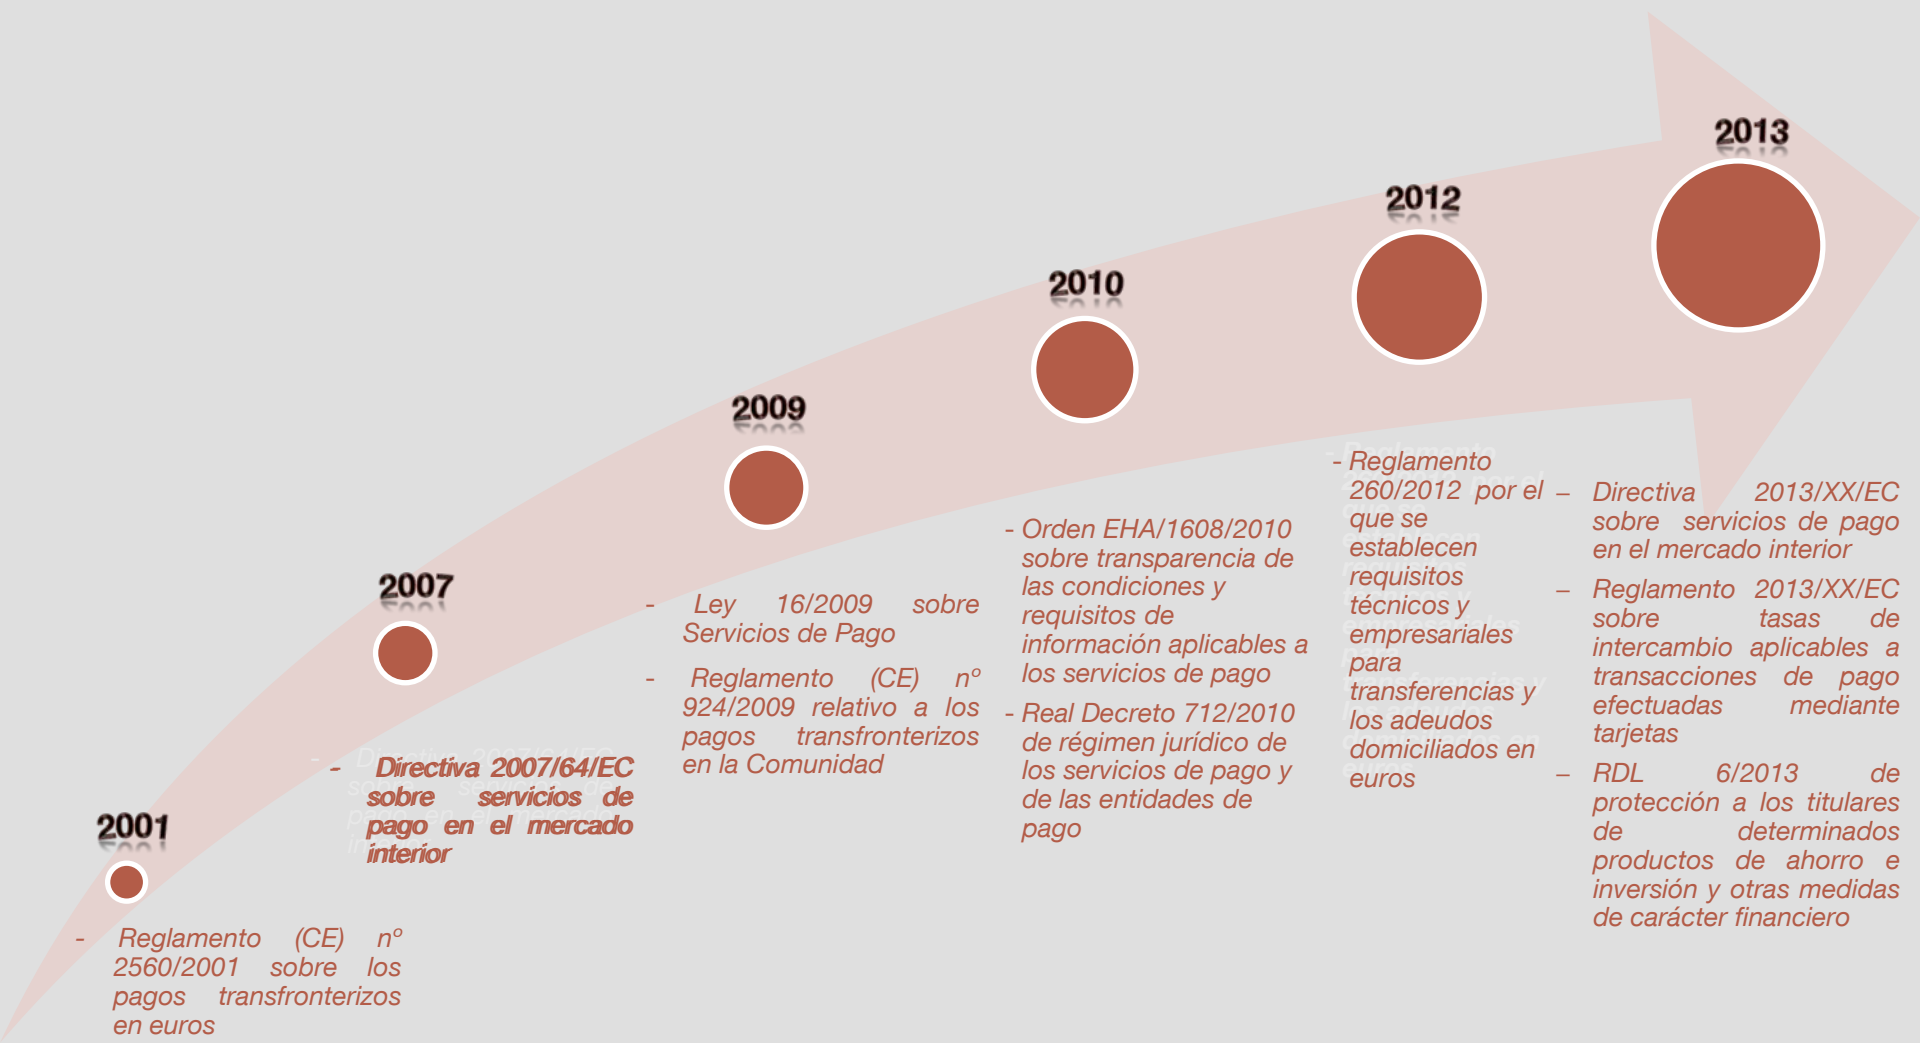 2001
- Reglamento (CE) nº
2560/2001 sobre los
pagos transfronterizos
en euros
2007
- Directiva 2007/64/EC
sobre servicios de
pago en el mercado
interior
2009
- Ley 16/2009 sobre
Servicios de Pago
- Reglamento (CE) nº
924/2009 relativo a los
pagos transfronterizos
en la Comunidad
2010
- Orden EHA/1608/2010
sobre transparencia de
las condiciones y
requisitos de
información aplicables a
los servicios de pago
- Real Decreto 712/2010
de régimen jurídico de
los servicios de pago y
de las entidades de
pago
2012
- Reglamento
260/2012 por el
que se
establecen
requisitos
técnicos y
empresariales
para
transferencias y
los adeudos
domiciliados en
euros
2013
– Directiva 2013/XX/EC
sobre servicios de pago
en el mercado interior
– Reglamento 2013/XX/EC
sobre tasas de
intercambio aplicables a
transacciones de pago
efectuadas mediante
tarjetas
– RDL 6/2013 de
protección a los titulares
de determinados
productos de ahorro e
inversión y otras medidas
de carácter financiero